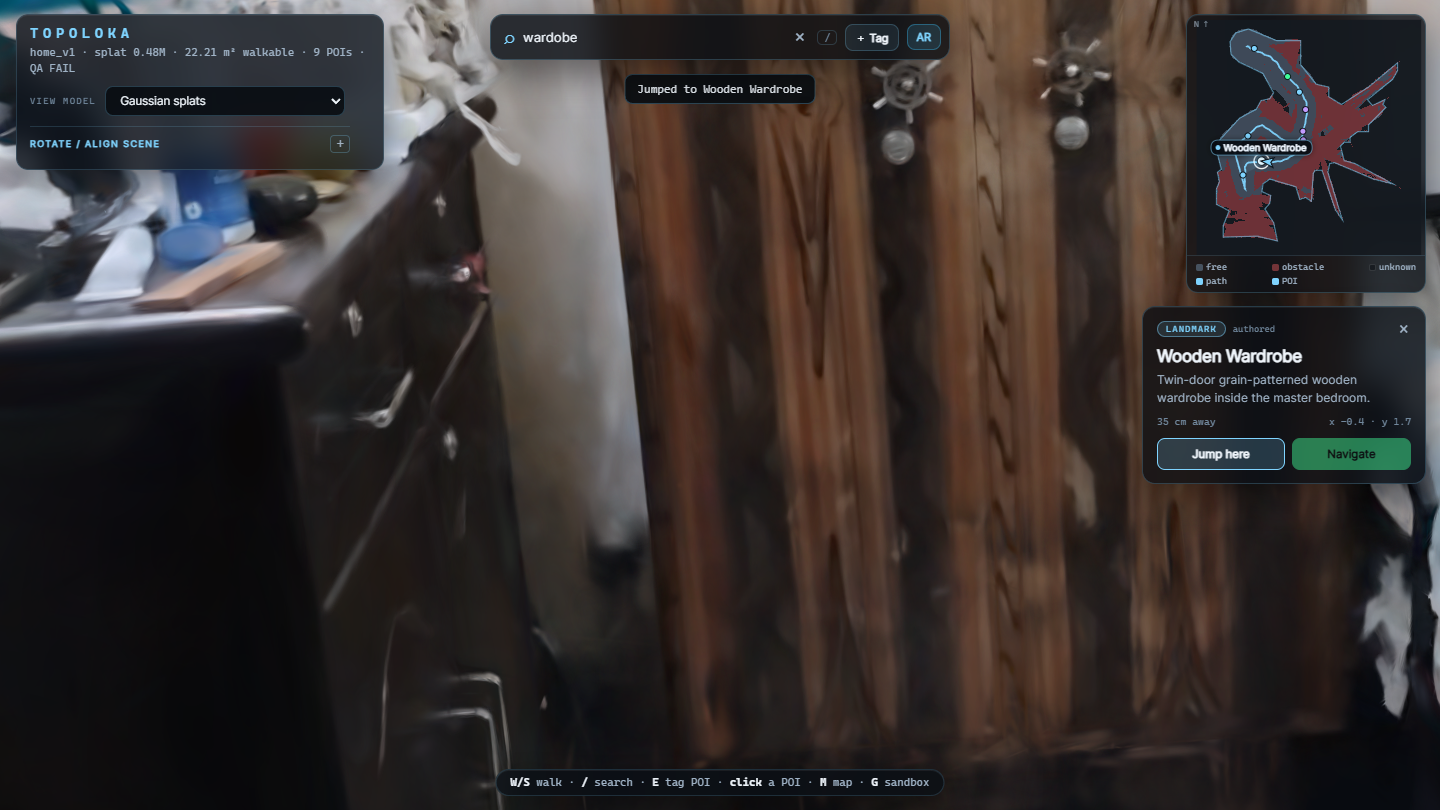 TOPOLOKA
home_v1 · splat 0.48M · 22.21 m² walkable · 9 POIs ·
QA FAIL
VIEW MODEL
Gaussian splats
ROTATE / ALIGN SCENE
+
wardobe
✕
/
+ Tag
AR
Jumped to Wooden Wardrobe
N ↑
Wooden Wardrobe
free
obstacle
unknown
path
POI
LANDMARK
authored
✕
Wooden Wardrobe
Twin-door grain-patterned wooden
wardrobe inside the master bedroom.
35 cm away
x −0.4 · y 1.7
Jump here
Navigate
W/S walk · / search · E tag POI · click a POI · M map · G sandbox